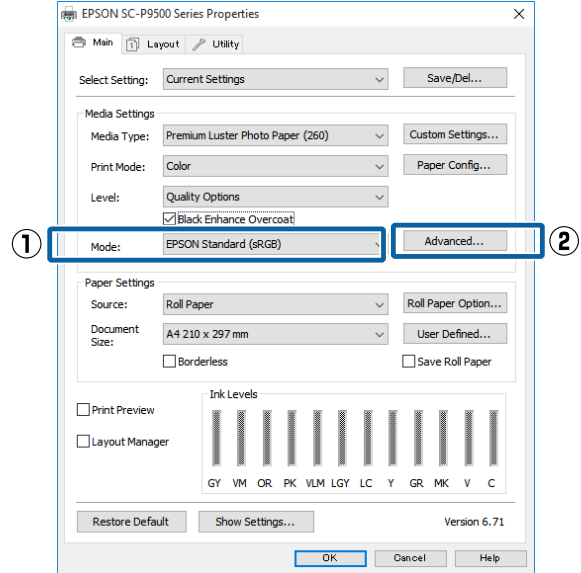 EPSON SC-P9500 Series Properties
Main Layout Utility
Select Setting: Current Settings Save/Del...
Media Settings
Media Type: Premium Luster Photo Paper (260) Custom Settings...
Print Mode: Color Paper Config...
Level: Quality Options
Black Enhance Overcoat
① Mode: EPSON Standard (sRGB) Advanced... ②
Paper Settings
Source: Roll Paper Roll Paper Option...
Document Size: A4 210 x 297 mm User Defined...
Borderless Save Roll Paper
Ink Levels
Print Preview
Layout Manager
GY VM OR PK VLM LGY LC Y GR MK V C
Restore Default Show Settings... Version 6.71
OK Cancel Help